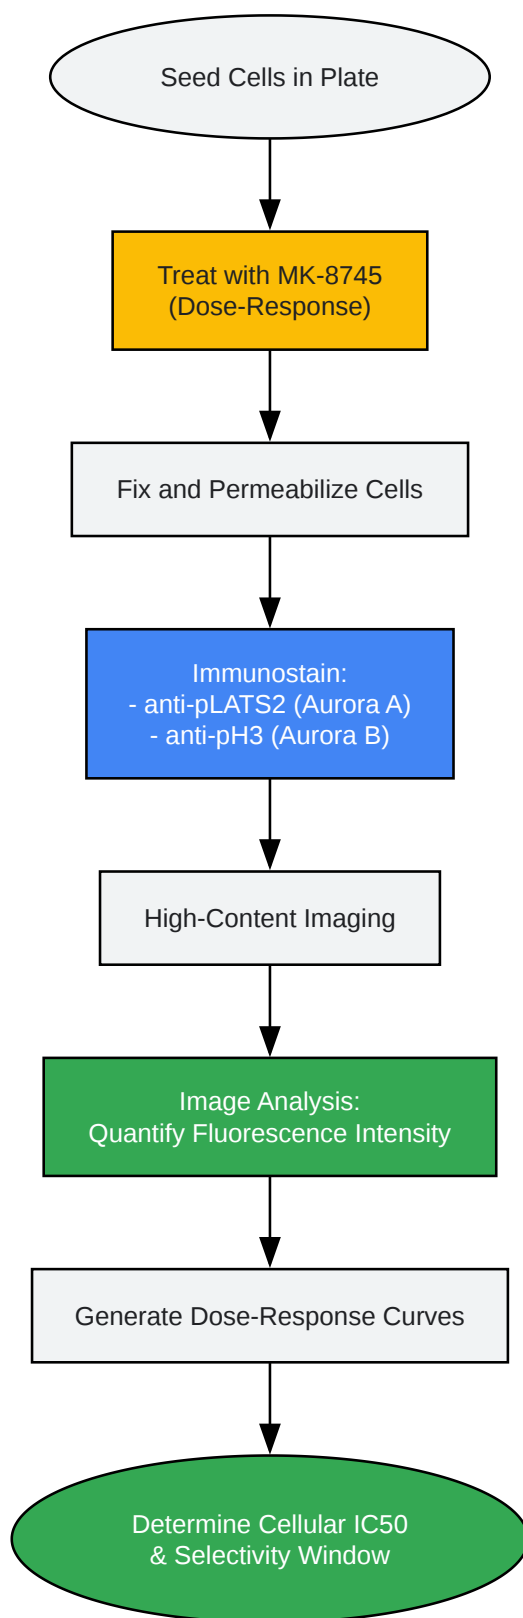 Seed Cells in Plate
Treat with MK-8745
(Dose-Response)
Fix and Permeabilize Cells
Immunostain:
- anti-pLATS2 (Aurora A)
- anti-pH3 (Aurora B)
High-Content Imaging
Image Analysis:
Quantify Fluorescence Intensity
Generate Dose-Response Curves
Determine Cellular IC50
& Selectivity Window